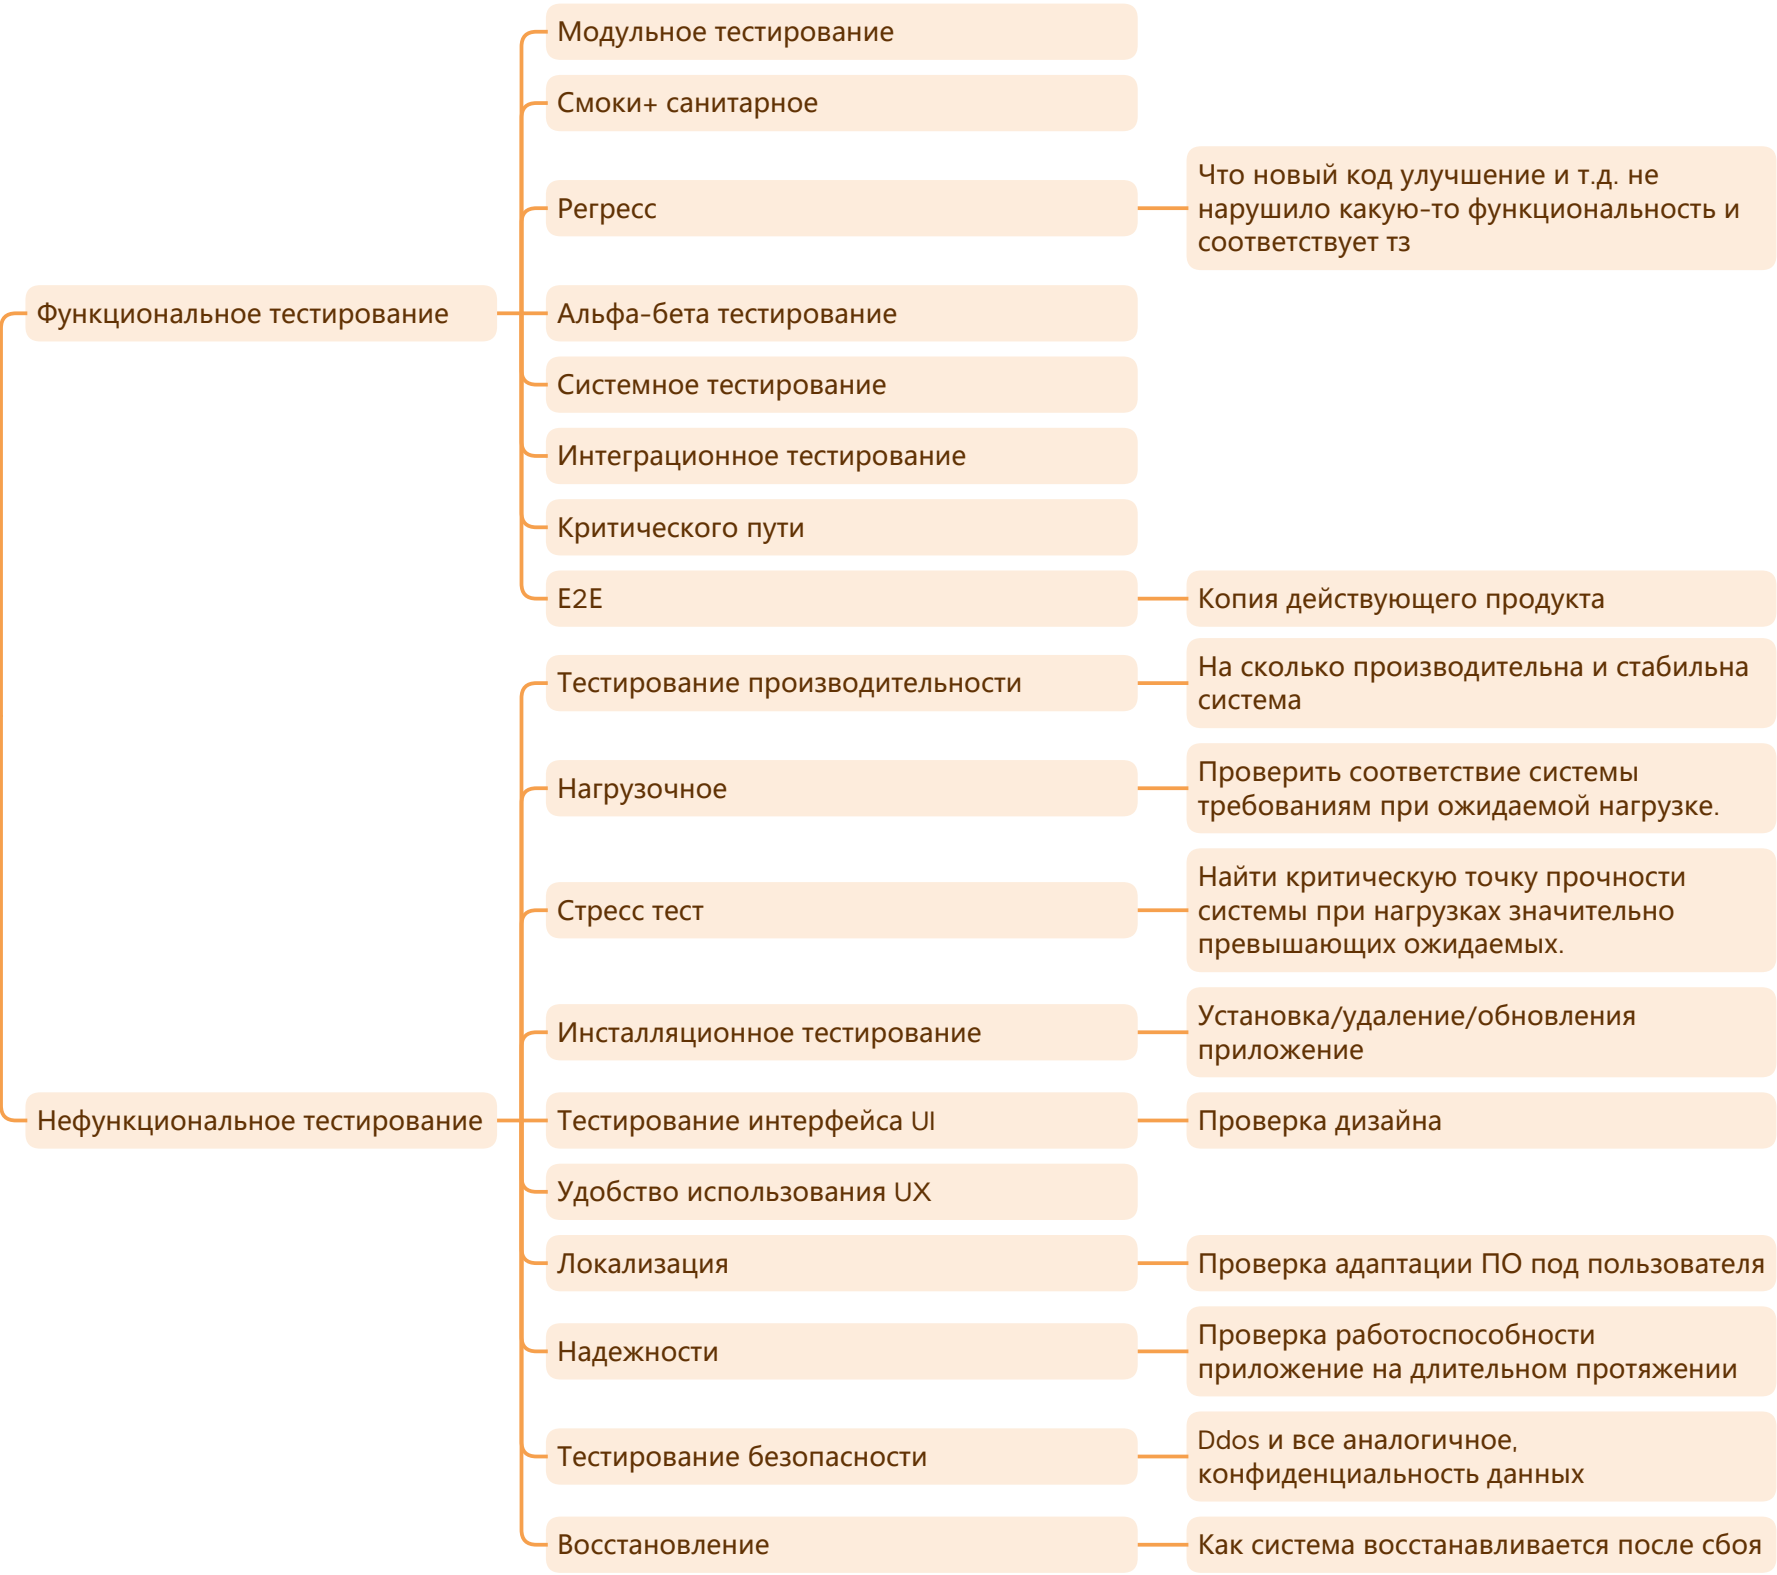 Функциональное тестирование
Модульное тестирование
Смоки+ санитарное
Регресс
Что новый код улучшение и т.д. не
нарушило какую-то функциональность и
соответствует тз
Альфа-бета тестирование
Системное тестирование
Интеграционное тестирование
Критического пути
E2E
Копия действующего продукта
Нефункциональное тестирование
Тестирование производительности
На сколько производительна и стабильна
система
Нагрузочное
Проверить соответствие системы
требованиям при ожидаемой нагрузке.
Стресс тест
Найти критическую точку прочности
системы при нагрузках значительно
превышающих ожидаемых.
Инсталляционное тестирование
Установка/удаление/обновления
приложение
Тестирование интерфейса UI
Проверка дизайна
Удобство использования UX
Локализация
Проверка адаптации ПО под пользователя
Надежности
Проверка работоспособности
приложение на длительном протяжении
Тестирование безопасности
Ddos и все аналогичное,
конфиденциальность данных
Восстановление
Как система восстанавливается после сбоя